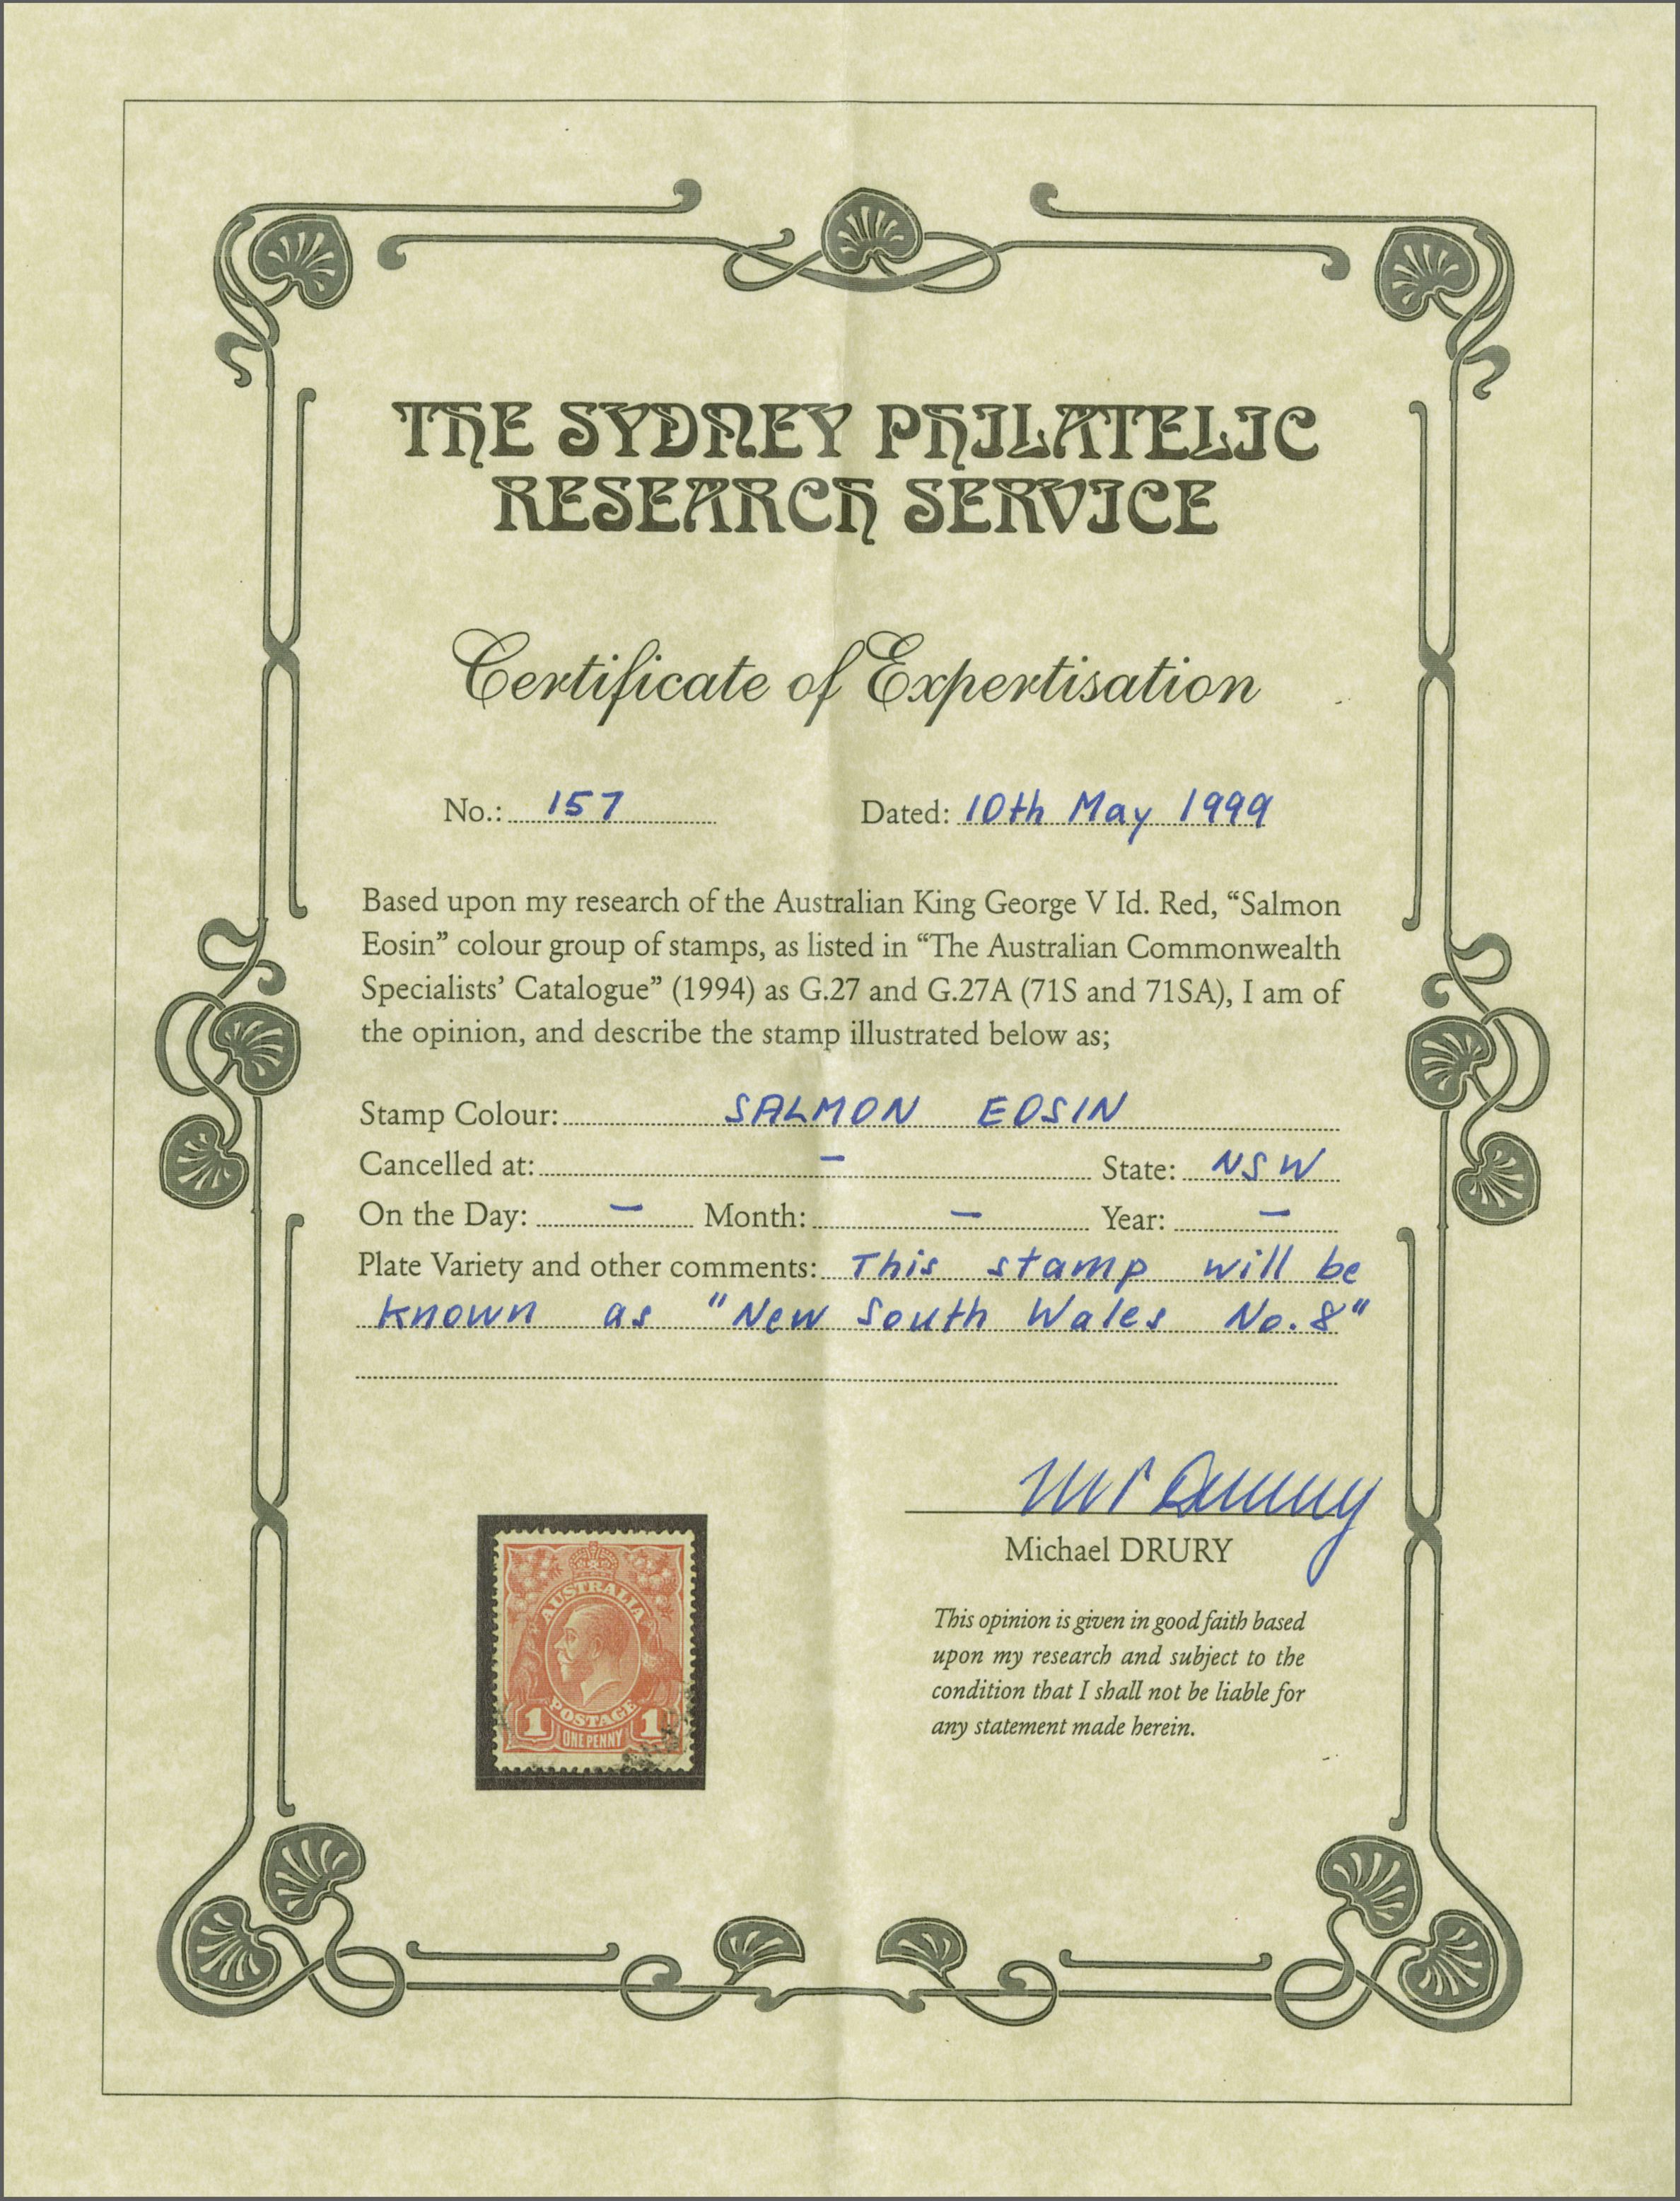 THE SYDNEY PHILATELIC
RESEARCH SERVICE
Certificate of Expertisation
No.: 157 Dated: 10th May 1999
Based upon my research of the Australian King George V Id. Red, “Salmon
Eosin” colour group of stamps, as listed in “The Australian Commonwealth
Specialists’ Catalogue” (1994) as G.27 and G.27A (71S and 71SA), I am of
the opinion, and describe the stamp illustrated below as;
Stamp Colour: SALMON EOSIN
Cancelled at: – State: NSW
On the Day: – Month: – Year: –
Plate Variety and other comments: This stamp will be
known as "New South Wales No. 8"
M P Drury
Michael DRURY
This opinion is given in good faith based
upon my research and subject to the
condition that I shall not be liable for
any statement made herein.
AUSTRALIA
POSTAGE
1 ONE PENNY 1